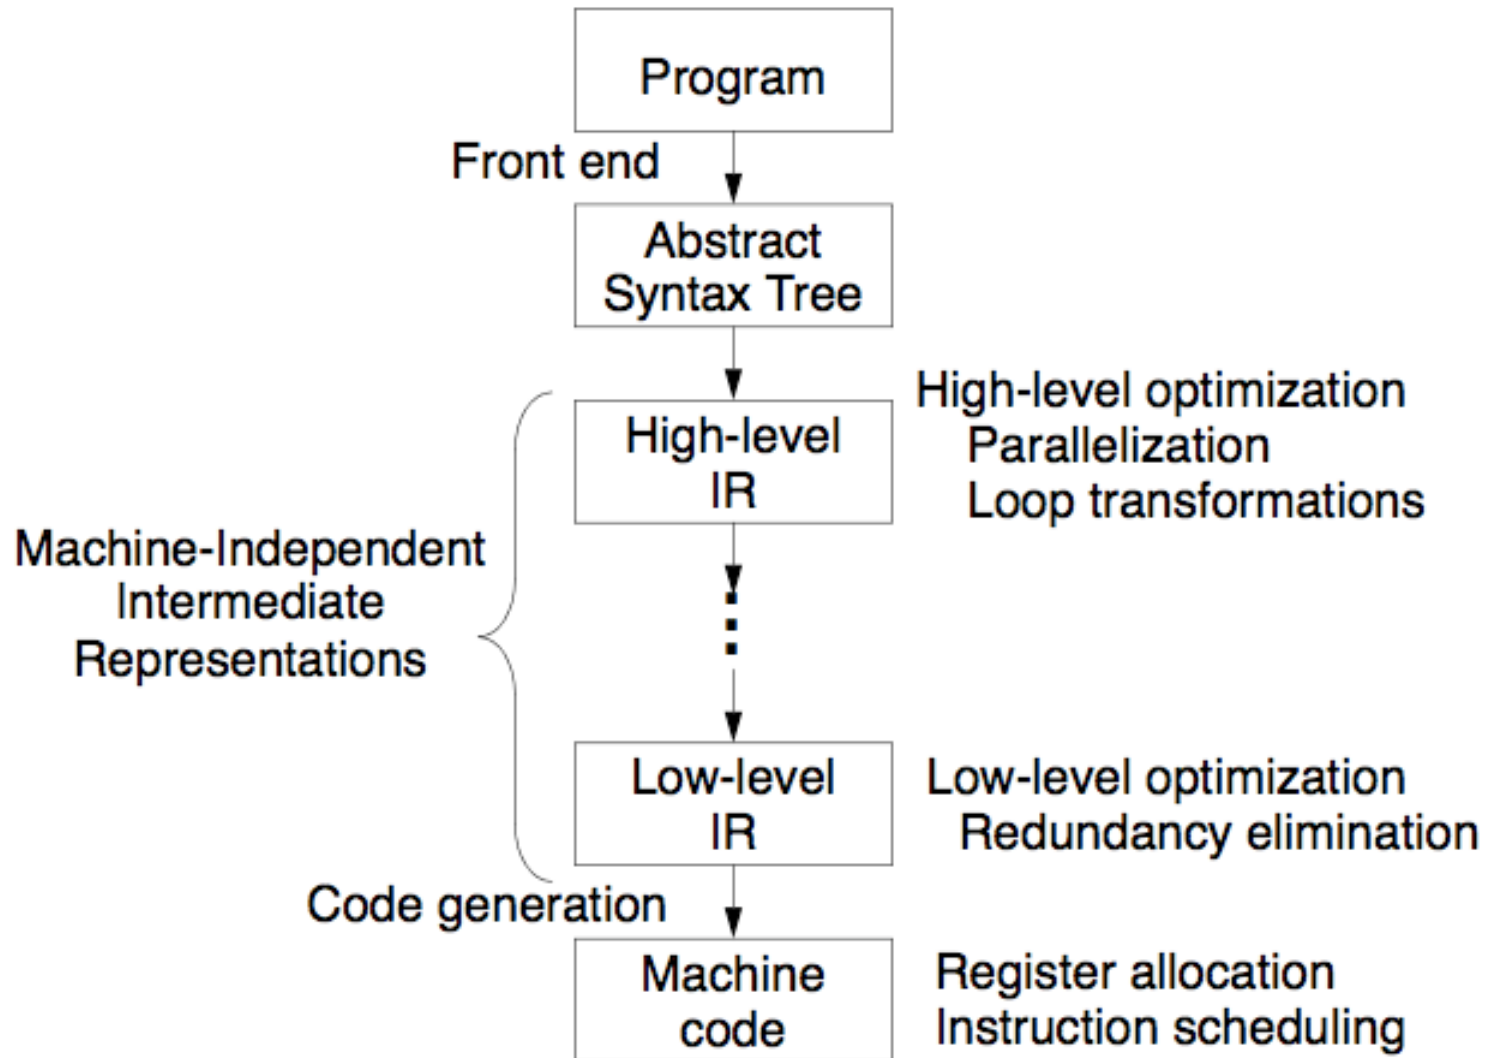 Program
Front end
Abstract
Syntax Tree
High-level
IR
High-level optimization
Parallelization
Loop transformations
Machine-Independent
Intermediate
Representations
Low-level
IR
Low-level optimization
Redundancy elimination
Code generation
Machine
code
Register allocation
Instruction scheduling